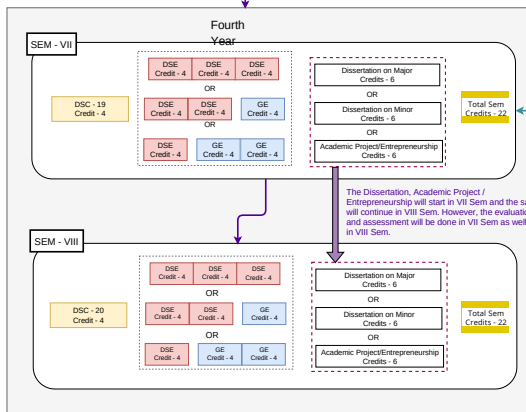 Fourth
Year
SEM - VII
DSE
Credit - 4
DSE
Credit - 4
DSE
Credit - 4
OR
DSE
Credit - 4
DSE
Credit - 4
GE
Credit - 4
OR
DSE
Credit - 4
GE
Credit - 4
GE
Credit - 4
DSC - 19
Credit - 4
Dissertation on Major
Credits - 6
OR
Dissertation on Minor
Credits - 6
OR
Academic Project/Entrepreneurship
Credits - 6
Total Sem
Credits - 22
The Dissertation, Academic Project /
Entrepreneurship will start in VII Sem and the
will continue in VIII Sem. However, the
and assessment will be done in VII Sem as well
in VIII Sem.
SEM - VIII
DSE
Credit - 4
DSE
Credit - 4
DSE
Credit - 4
OR
DSE
Credit - 4
DSE
Credit - 4
GE
Credit - 4
OR
DSE
Credit - 4
GE
Credit - 4
GE
Credit - 4
DSC - 20
Credit - 4
Dissertation on Major
Credits - 6
OR
Dissertation on Minor
Credits - 6
OR
Academic Project/Entrepreneurship
Credits - 6
Total Sem
Credits - 22